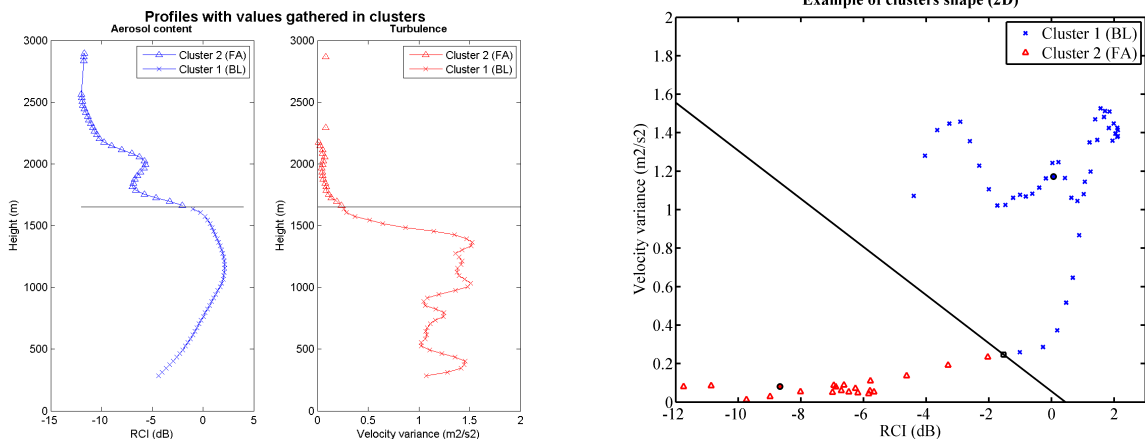 Profiles with values gathered in clusters
Aerosol content
3000
2500
2000
1500
1000
500
0
-15
-10
-5
0
5
Height (m)
RCI (dB)
Cluster 2 (FA)
Cluster 1 (BL)
Turbulence
3000
2500
2000
1500
1000
500
0
0
0.5
1
1.5
2
Height (m)
Velocity variance (m2/s2)
Cluster 2 (FA)
Cluster 1 (BL)
Example of clusters shape (2D)
2
1.8
1.6
1.4
1.2
1
0.8
0.6
0.4
0.2
0
-12
-10
-8
-6
-4
-2
0
2
Velocity variance (m2/s2)
RCI (dB)
Cluster 1 (BL)
Cluster 2 (FA)